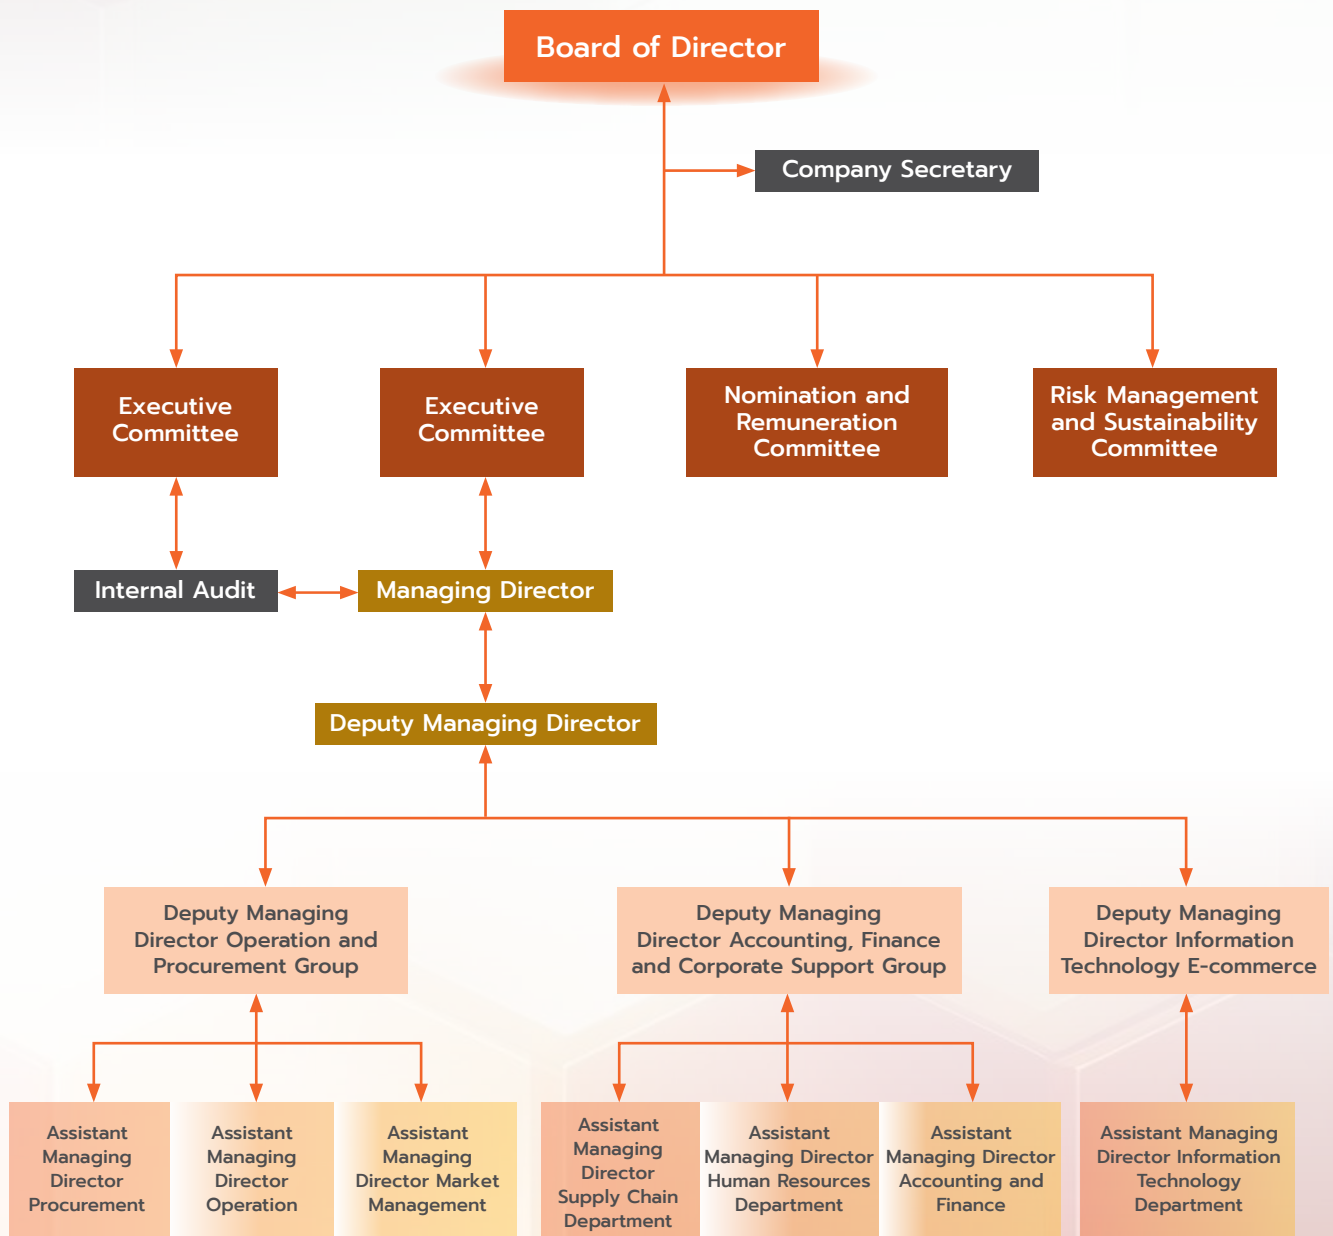 Board of Director
Company Secretary
Executive
Committee
Executive
Committee
Nomination and
Remuneration
Committee
Risk Management
and Sustainability
Committee
Internal Audit
Managing Director
Deputy Managing Director
Deputy Managing
Director Operation and
Procurement Group
Deputy Managing
Director Accounting, Finance
and Corporate Support Group
Deputy Managing
Director Information
Technology E-commerce
Assistant
Managing
Director
Procurement
Assistant
Managing
Director
Operation
Assistant
Managing
Director Market
Management
Assistant
Managing
Director
Supply Chain
Department
Assistant
Managing Director
Human Resources
Department
Assistant
Managing Director
Accounting and
Finance
Assistant Managing
Director Information
Technology
Department